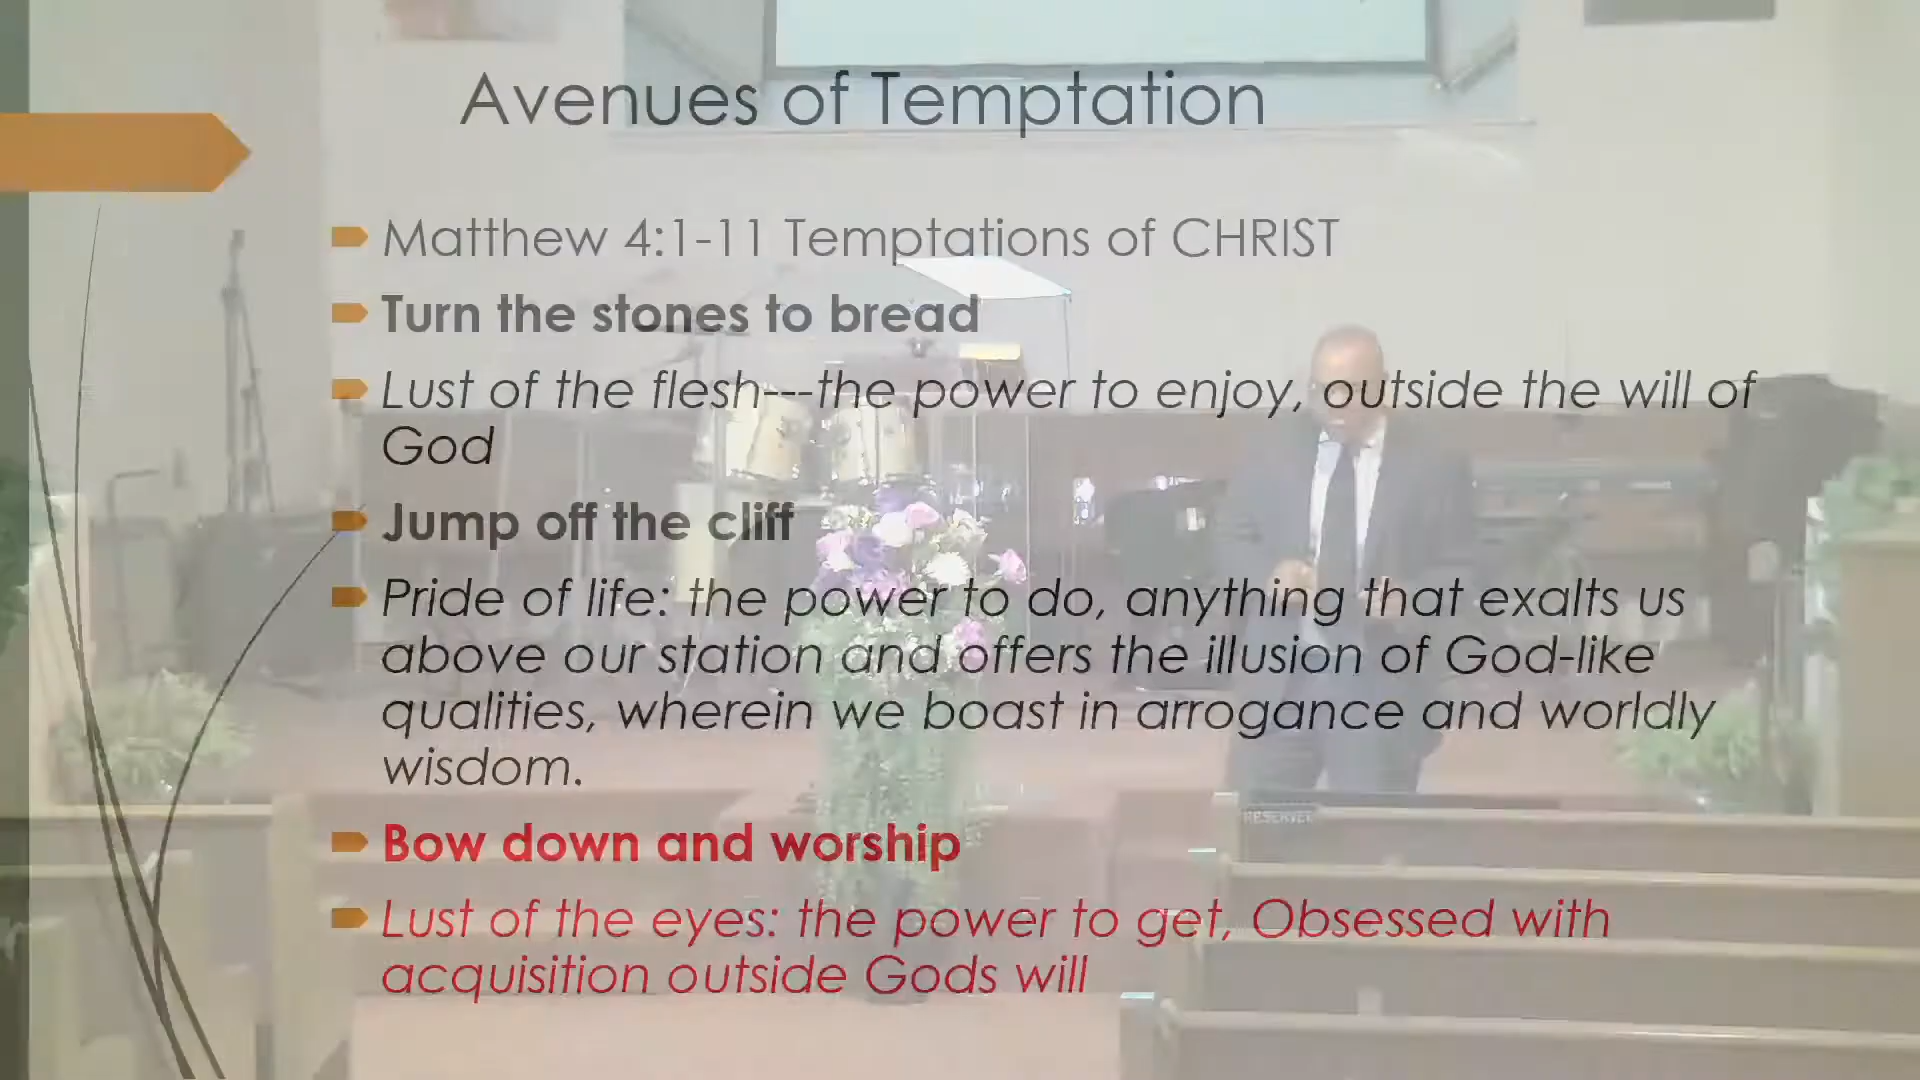 Avenues of Temptation
Matthew 4:1-11 Temptations of CHRIST
Turn the stones to bread
Lust of the flesh---the power to enjoy, outside the will of
God
Jump off the cliff
Pride of life: the power to do, anything that exalts us
above our station and offers the illusion of God-like
qualities, wherein we boast in arrogance and worldly
wisdom.
RESERVED
Bow down and worship
Lust of the eyes: the power to get, Obsessed with
acquisition outside Gods will